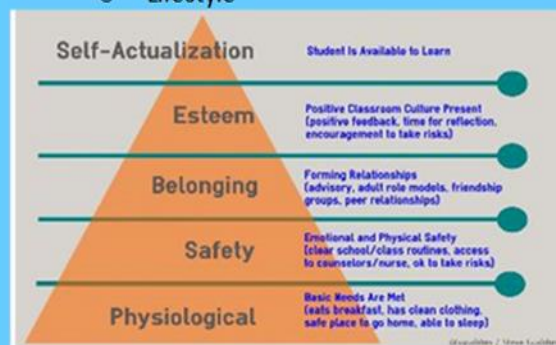 Lifestyle
Self-Actualization
Student Is Available to Learn
Esteem
Positive Classroom Culture Present
(positive feedback, time for reflection,
encouragement to take risks)
Belonging
Forming Relationships
(advisory, adult role models, friendship
groups, peer relationships)
Safety
Emotional and Physical Safety
(clear school/class routines, access
to counselors/nurse, ok to take risks)
Physiological
Basic Needs Are Met
(eats breakfast, has clean clothing,
safe place to go home, able to sleep)